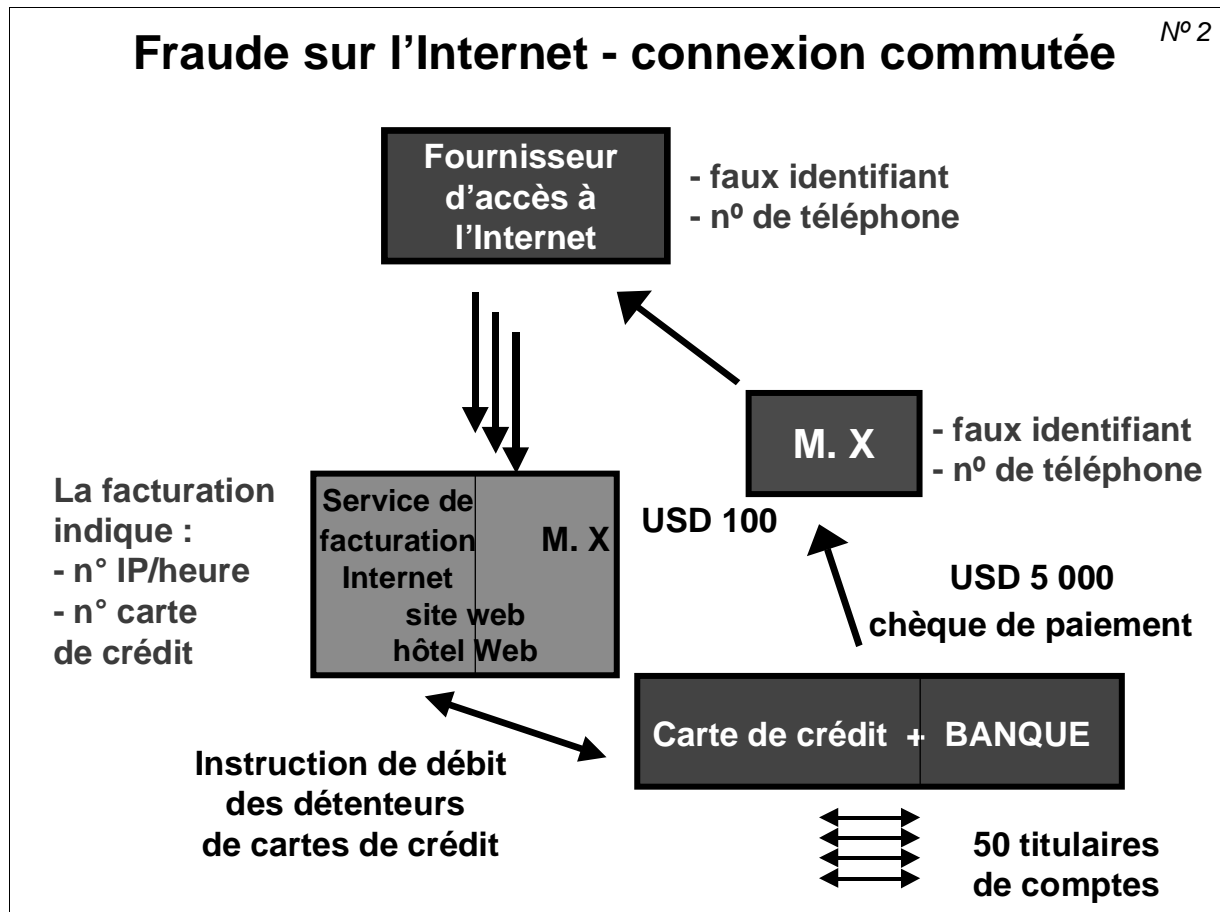 Nº 2
Fraude sur l’Internet - connexion commutée
Fournisseur
d’accès à
l’Internet
- faux identifiant
- nº de téléphone
M. X
- faux identifiant
- nº de téléphone
La facturation
indique :
- n° IP/heure
- n° carte
de crédit
Service de
facturation
Internet
M. X
site web
hôtel Web
USD 100
USD 5 000
chèque de paiement
Carte de crédit + BANQUE
Instruction de débit
des détenteurs
de cartes de crédit
50 titulaires
de comptes